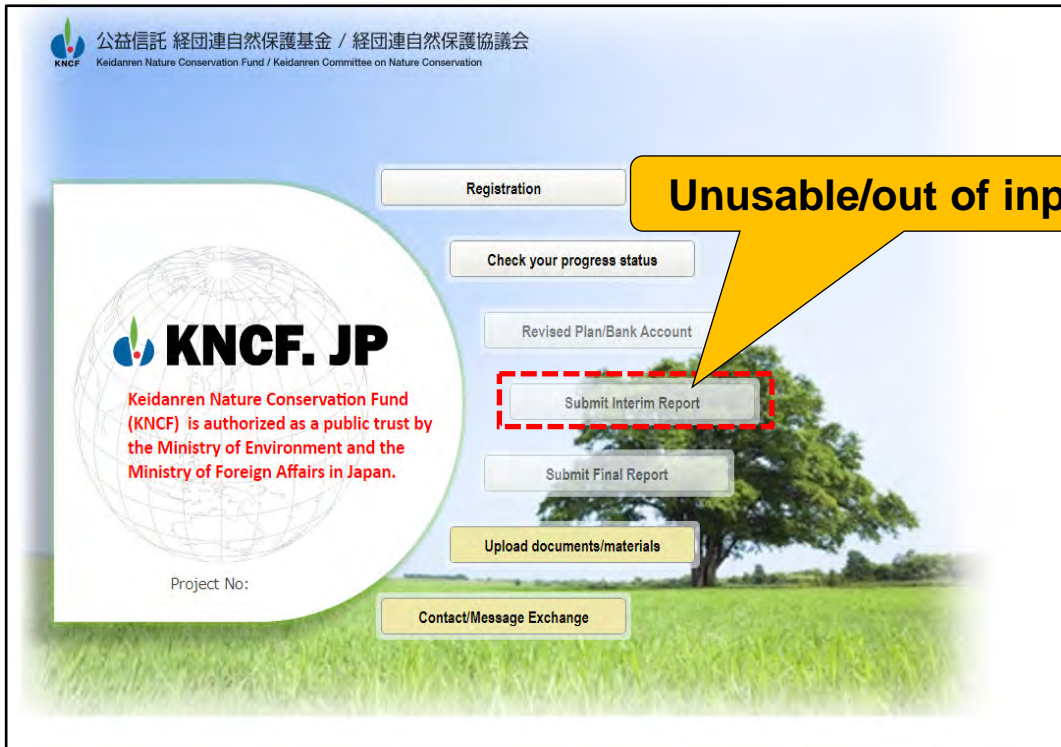 公益信託 経団連自然保護基金 / 経団連自然保護協議会
KNCF
Keidanren Nature Conservation Fund / Keidanren Committee on Nature Conservation
Registration
Unusable/out of inp
Check your progress status
Revised Plan/Bank Account
KNCF. JP
Keidanren Nature Conservation Fund
(KNCF) is authorized as a public trust by
the Ministry of Environment and the
Ministry of Foreign Affairs in Japan.
Submit Interim Report
Submit Final Report
Upload documents/materials
Project No:
Contact/Message Exchange